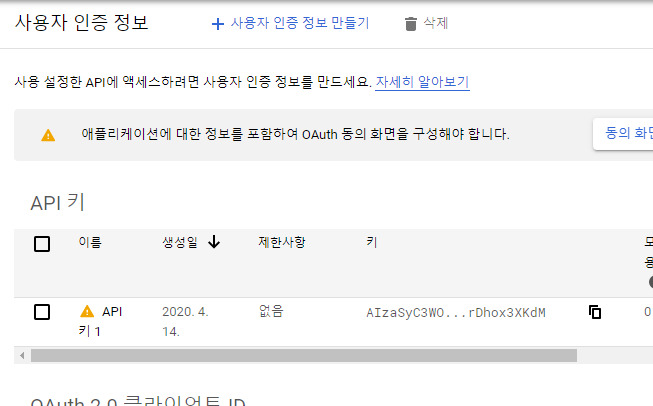 사용자 인증 정보 + 사용자 인증 정보 만들기 삭제
사용 설정한 API에 액세스하려면 사용자 인증 정보를 만드세요. 자세히 알아보기
애플리케이션에 대한 정보를 포함하여 OAuth 동의 화면을 구성해야 합니다. 동의 화면
API 키
이름 생성일 제한사항 키
API 키 1 2020. 4. 14. 없음 AIzaSyC3WO...rDhox3XKdM 0
OAuth 2.0 클라이언트 ID